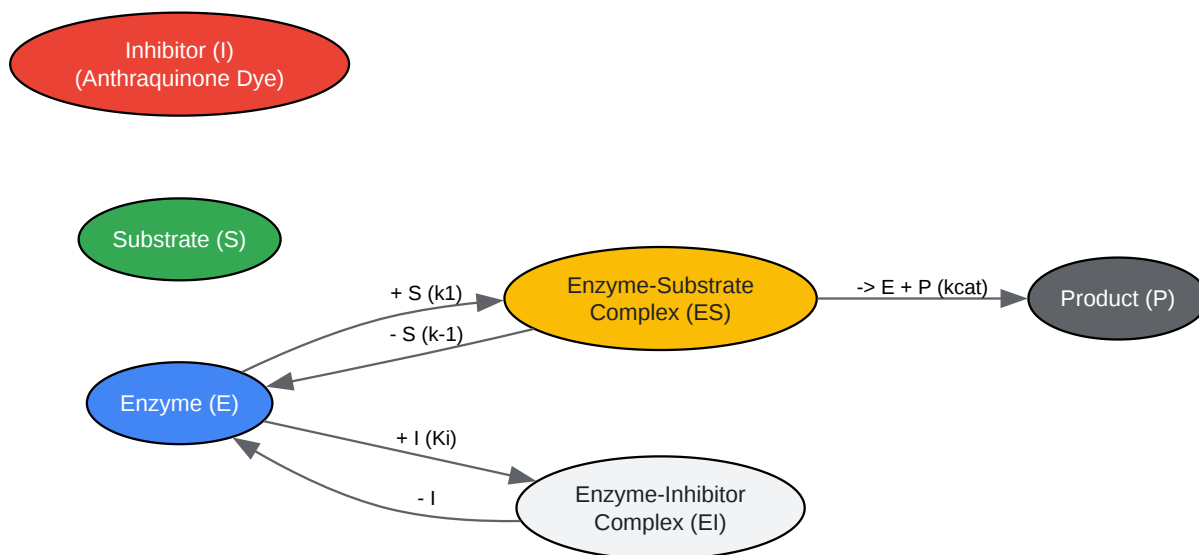 Inhibitor (I)
(Anthraquinone Dye)
Substrate (S)
+ S (k1)
- S (k-1)
Enzyme-Substrate
Complex (ES)
-> E + P (kcat)
Product (P)
Enzyme (E)
+ I (Ki)
- I
Enzyme-Inhibitor
Complex (EI)